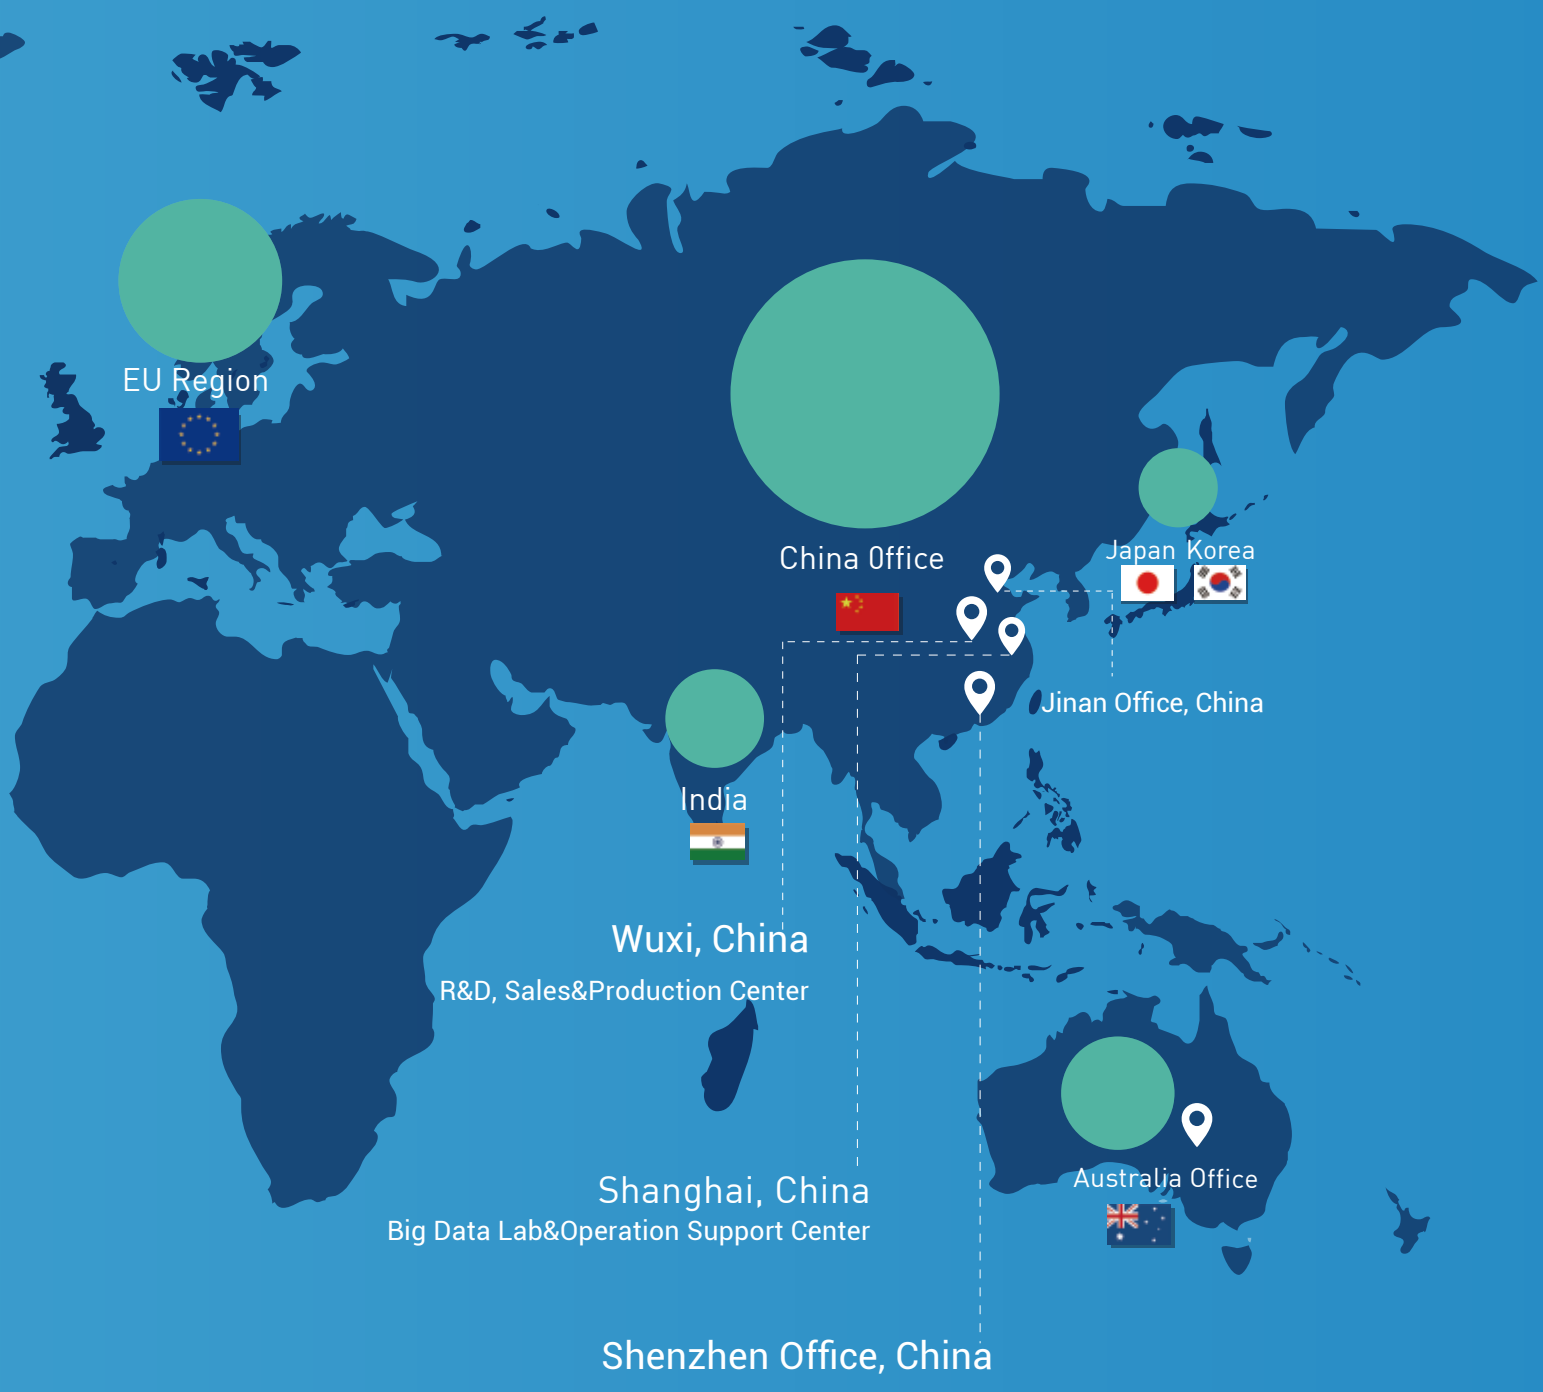 EU Region
China Office
Japan Korea
Jinan Office, China
India
Wuxi, China
R&D, Sales&Production Center
Australia Office
Shanghai, China
Big Data Lab&Operation Support Center
Shenzhen Office, China